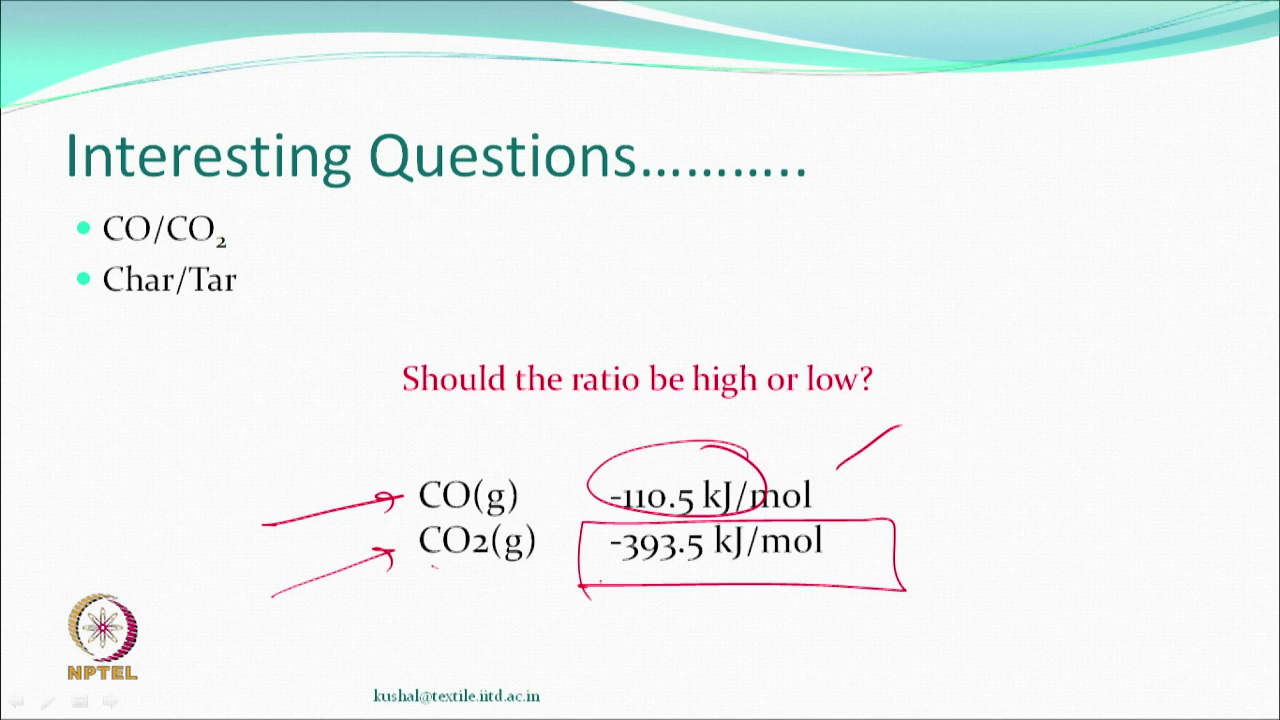 Interesting Questions………..
CO/CO₂
Char/Tar
Should the ratio be high or low?
CO(g) -110.5 kJ/mol
CO2(g) -393.5 kJ/mol
NPTEL
kushal@textile.iitd.ac.in